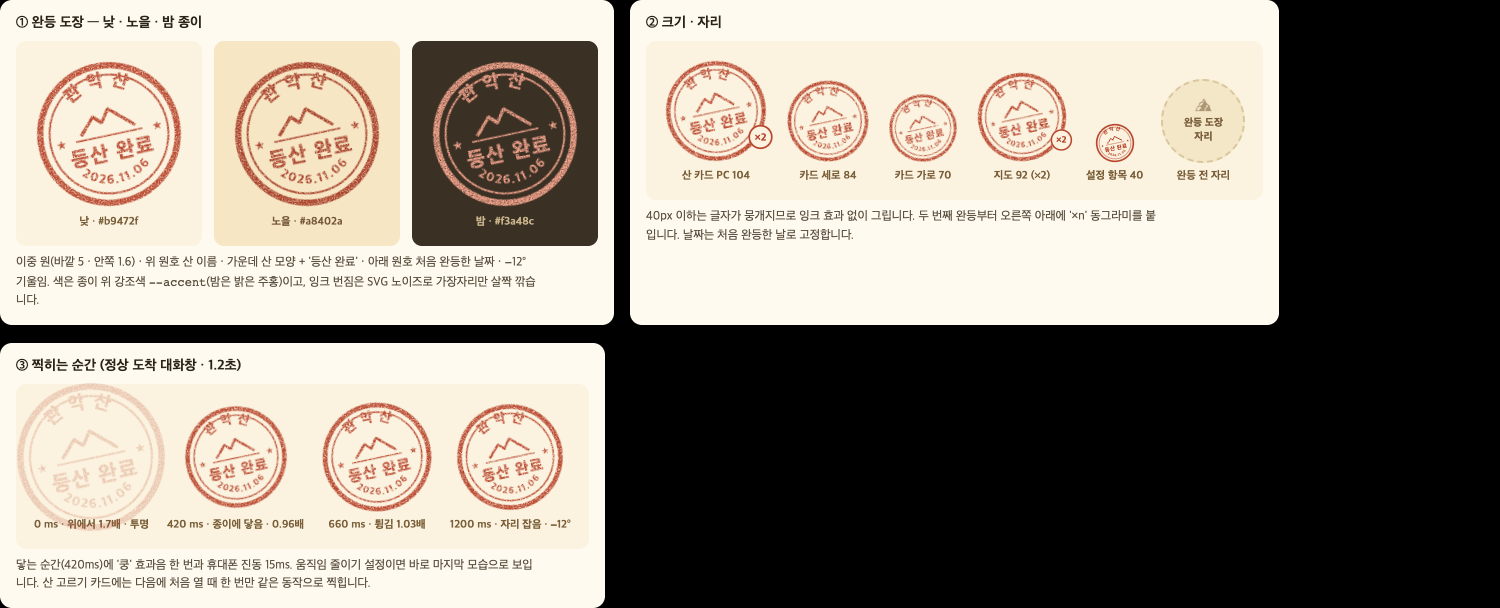 ① 완등 도장 — 낮 · 노을 · 밤 종이
관악산
등산 완료
2026.11.06
낮 · #b9472f
관악산
등산 완료
2026.11.06
노을 · #a8402a
관악산
등산 완료
2026.11.06
밤 · #f3a48c
이중 원(바깥 5 · 안쪽 1.6) · 위 원호 산 이름 · 가운데 산 모양 + '등산 완료' · 아래 원호 처음 완등한 날짜 · −12°
기울임. 색은 종이 위 강조색 --accent(밤은 밝은 주홍)이고, 잉크 번짐은 SVG 노이즈로 가장자리만 살짝 깎습
니다.
② 크기 · 자리
관악산
등산 완료
2026.11.06
×2
산 카드 PC 104
관악산
등산 완료
2026.11.06
카드 세로 84
관악산
등산 완료
2026.11.06
카드 가로 70
관악산
등산 완료
2026.11.06
×2
지도 92 (×2)
등산 완료
설정 항목 40
완등 도장
자리
완등 전 자리
40px 이하는 글자가 뭉개지므로 잉크 효과 없이 그립니다. 두 번째 완등부터 오른쪽 아래에 '×n' 동그라미를 붙
입니다. 날짜는 처음 완등한 날로 고정합니다.
③ 찍히는 순간 (정상 도착 대화창 · 1.2초)
관악산
등산 완료
2026.11.06
0 ms · 위에서 1.7배 · 투명
관악산
등산 완료
2026.11.06
420 ms · 종이에 닿음 · 0.96배
관악산
등산 완료
2026.11.06
660 ms · 튕김 1.03배
관악산
등산 완료
2026.11.06
1200 ms · 자리 잡음 · −12°
닿는 순간(420ms)에 '쿵' 효과음 한 번과 휴대폰 진동 15ms. 움직임 줄이기 설정이면 바로 마지막 모습으로 보입
니다. 산 고르기 카드에는 다음에 처음 열 때 한 번만 같은 동작으로 찍힙니다.